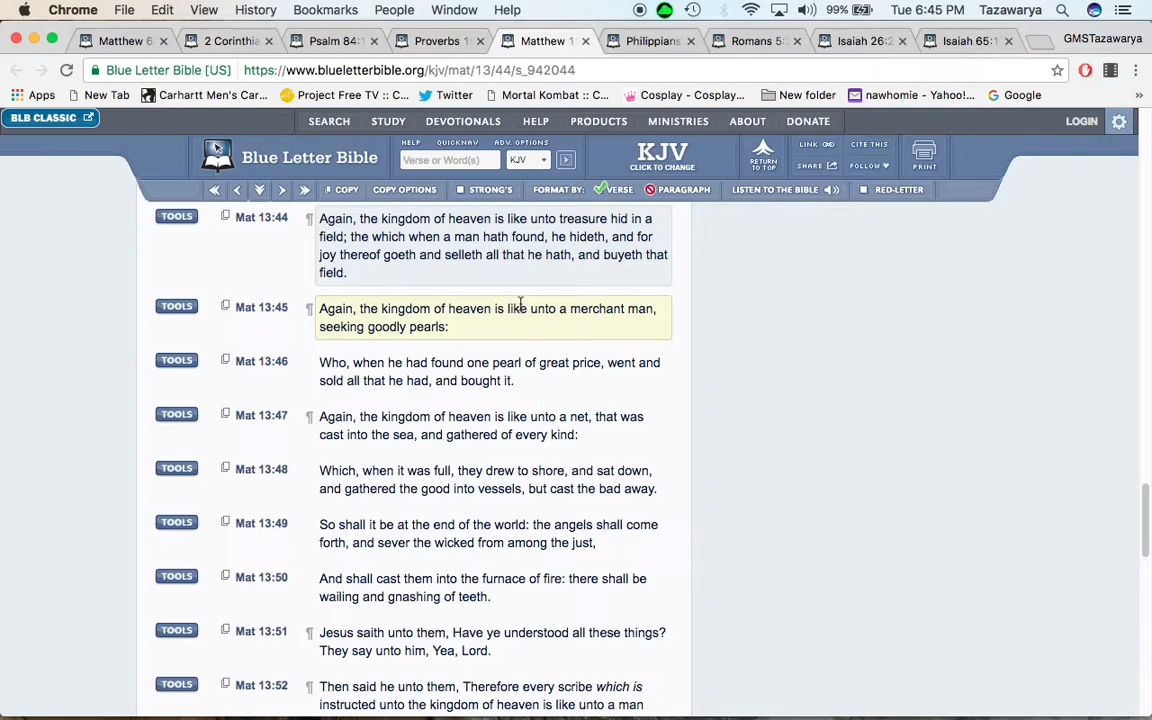 Chrome File Edit View History Bookmarks People Window Help 99% Tue 6:45 PM Tazawarya
Matthew 6: 2 Corinthia Psalm 84:1 Proverbs 1 Matthew 1 Philippians Romans 5: Isaiah 26:2 Isaiah 65:1 GMSTazawarya
Blue Letter Bible [US] https://www.blueletterbible.org/kjv/mat/13/44/s_942044
Apps New Tab Carhartt Men's Car... Project Free TV :: C... Twitter Mortal Kombat :: C... Cosplay - Cosplay... New folder nawhomie - Yahoo!... Google »
BLB CLASSIC SEARCH STUDY DEVOTIONALS HELP PRODUCTS MINISTRIES ABOUT DONATE LOGIN
Blue Letter Bible
HELP QUICKNAV ADV. OPTIONS
Verse or Word(s) KJV
KJV
CLICK TO CHANGE
RETURN TO TOP
LINK CITE THIS
SHARE FOLLOW
PRINT
COPY COPY OPTIONS STRONG'S FORMAT BY: VERSE PARAGRAPH LISTEN TO THE BIBLE RED-LETTER
TOOLS Mat 13:44 ¶ Again, the kingdom of heaven is like unto treasure hid in a
field; the which when a man hath found, he hideth, and for
joy thereof goeth and selleth all that he hath, and buyeth that
field.
TOOLS Mat 13:45 ¶ Again, the kingdom of heaven is like unto a merchant man,
seeking goodly pearls:
TOOLS Mat 13:46 Who, when he had found one pearl of great price, went and
sold all that he had, and bought it.
TOOLS Mat 13:47 ¶ Again, the kingdom of heaven is like unto a net, that was
cast into the sea, and gathered of every kind:
TOOLS Mat 13:48 Which, when it was full, they drew to shore, and sat down,
and gathered the good into vessels, but cast the bad away.
TOOLS Mat 13:49 So shall it be at the end of the world: the angels shall come
forth, and sever the wicked from among the just,
TOOLS Mat 13:50 And shall cast them into the furnace of fire: there shall be
wailing and gnashing of teeth.
TOOLS Mat 13:51 ¶ Jesus saith unto them, Have ye understood all these things?
They say unto him, Yea, Lord.
TOOLS Mat 13:52 ¶ Then said he unto them, Therefore every scribe which is
instructed unto the kingdom of heaven is like unto a man